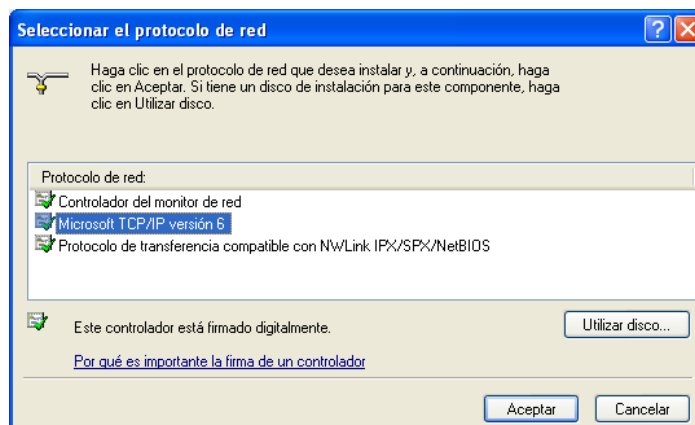 Seleccionar el protocolo de red
Haga clic en el protocolo de red que desea instalar y, a continuación, haga
clic en Aceptar. Si tiene un disco de instalación para este componente, haga
clic en Utilizar disco.
Protocolo de red:
Controlador del monitor de red
Microsoft TCP/IP versión 6
Protocolo de transferencia compatible con NWLink IPX/SPX/NetBIOS
Este controlador está firmado digitalmente.
Utilizar disco...
Por qué es importante la firma de un controlador
Aceptar
Cancelar